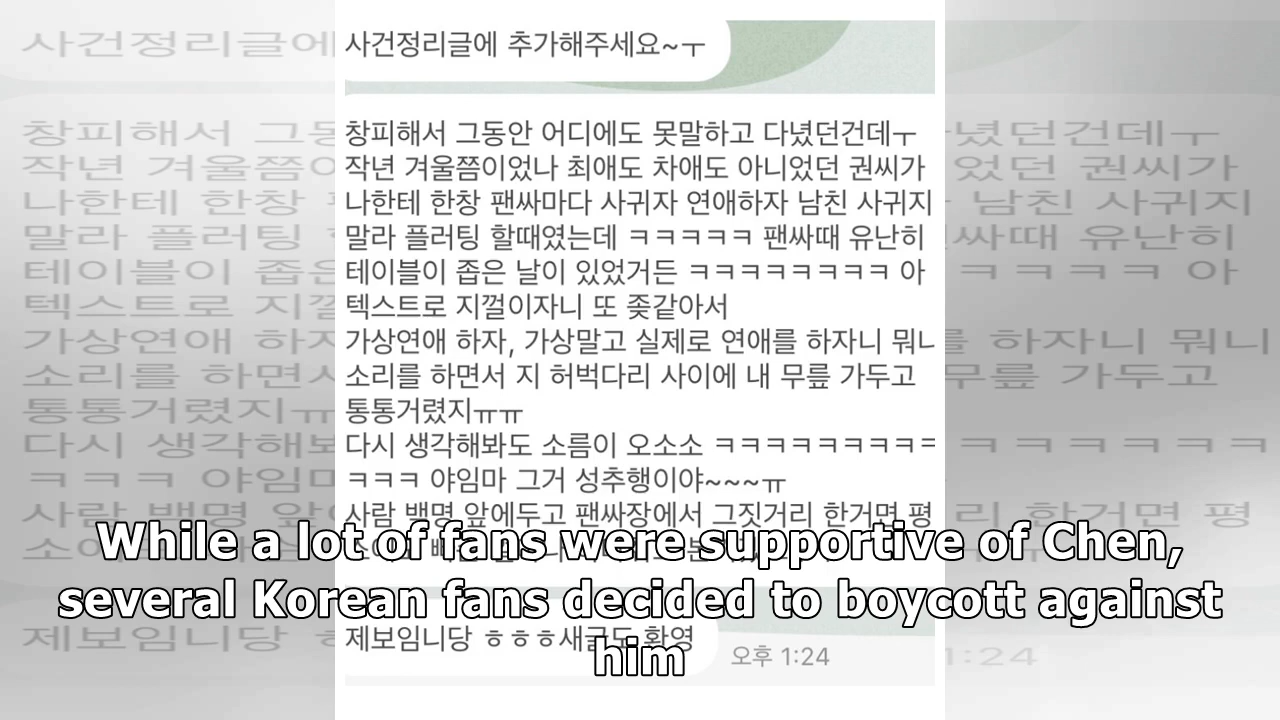 사건정리글에 추가해주세요~ㅜ
창피해서 그동안 어디에도 못말하고 다녔던건데ㅜ
작년 겨울쯤이었나 최애도 차애도 아니었던 권씨가
나한테 한창 팬싸마다 사귀자 연애하자 남친 사귀지
말라 플러팅 할때였는데 ㅋㅋㅋㅋㅋ 팬싸때 유난히
테이블이 좁은 날이 있었거든 ㅋㅋㅋㅋㅋㅋㅋㅋ 아
텍스트로 지껄이자니 또 좆같아서
가상연애 하자, 가상말고 실제로 연애를 하자니 뭐니
소리를 하면서 지 허벅다리 사이에 내 무릎 가두고
통통거렸지ㅠㅠ
다시 생각해봐도 소름이 오소소 ㅋㅋㅋㅋㅋㅋㅋㅋㅋ
ㅋㅋㅋ 야임마 그거 성추행이야~~~ㅠ
사람 백명 앞에두고 팬싸장에서 그짓거리 한거면 평
소에
While a lot of fans were supportive of Chen,
several Korean fans decided to boycott against
him
제보임니당 ㅎㅎㅎ새글도 환영
오후 1:24